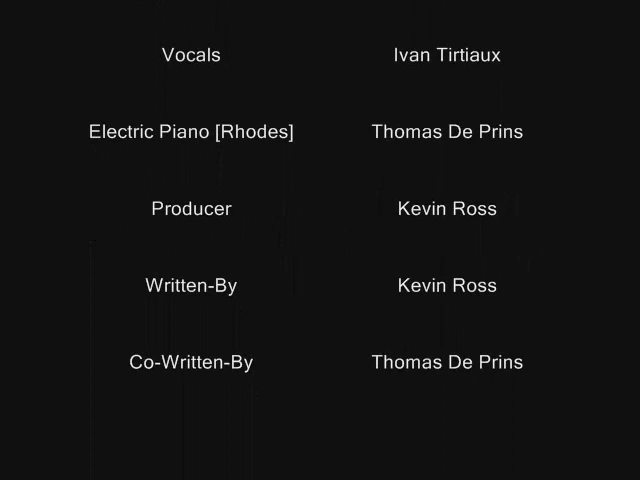 Vocals Ivan Tirtiaux
Electric Piano [Rhodes] Thomas De Prins
Producer Kevin Ross
Written-By Kevin Ross
Co-Written-By Thomas De Prins